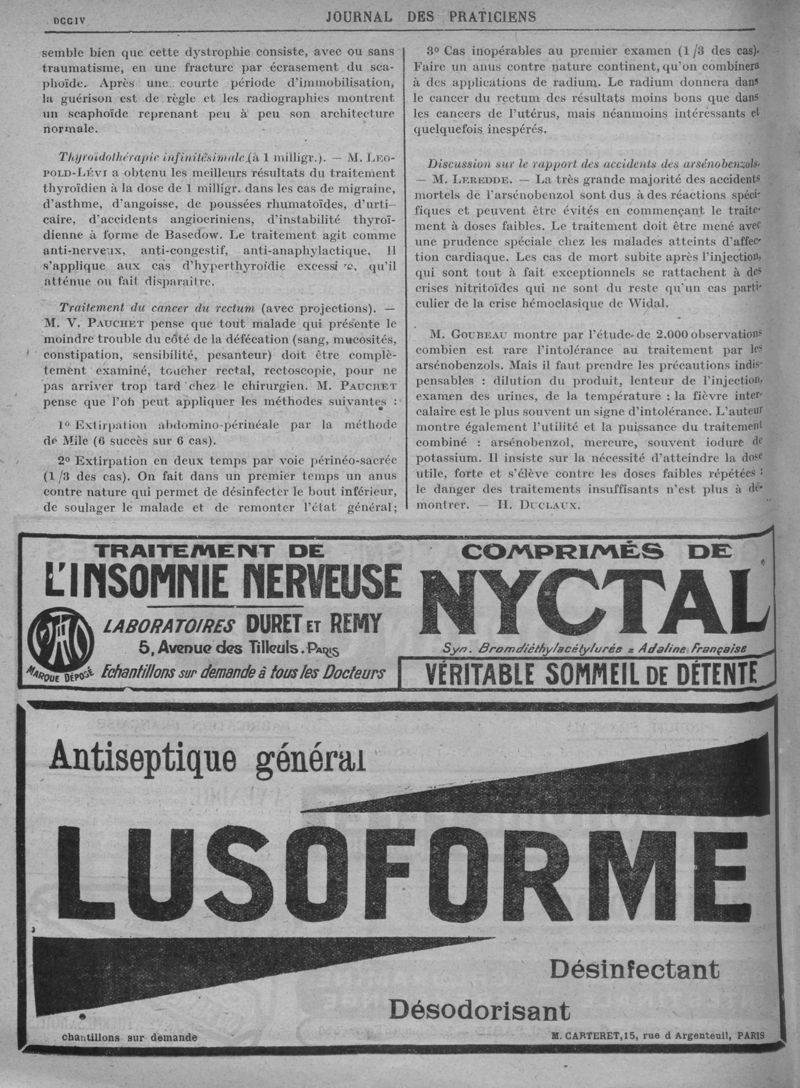 DCCIV
JOURNAL DES PRATICIENS
semble bien que cette dystrophie consiste, avec ou sans
traumatisme, en une fracture par écrasement du sca-
phoïde. Après une courte période d'immobilisation,
la guérison est de règle et les radiographies montrent
un scaphoïde reprenant peu à peu son architecture
normale.
Thyroïdothérapie infinitésimale (à 1 milligr.). — M. LEO-
POLD-LÉVI a obtenu les meilleurs résultats du traitement
thyroïdien à la dose de 1 milligr. dans les cas de migraine,
d'asthme, d'angoisse, de poussées rhumatoïdes, d'urti-
caire, d'accidents angiocriniens, d'instabilité thyroï-
dienne à forme de Basedow. Le traitement agit comme
anti-nerveux, anti-congestif, anti-anaphylactique. Il
s'applique aux cas d'hyperthyroïdie excessi ve, qu'il
atténue ou fait disparaître.
Traitement du cancer du rectum (avec projections). —
M. V. PAUCHET pense que tout malade qui présente le
moindre trouble du côté de la défécation (sang, mucosités,
constipation, sensibilité, pesanteur) doit être complè-
tement examiné, toucher rectal, rectoscopie, pour ne
pas arriver trop tard chez le chirurgien. M. PAUCHET
pense que l'on peut appliquer les méthodes suivantes :
1º Extirpation abdomino-périnéale par la méthode
de Mile (6 succès sur 6 cas).
2º Extirpation en deux temps par voie périnéo-sacrée
(1/3 des cas). On fait dans un premier temps un anus
contre nature qui permet de désinfecter le bout inférieur,
de soulager le malade et de remonter l'état général;
3º Cas inopérables au premier examen (1/3 des cas).
Faire un anus contre nature continent, qu'on combinera
à des applications de radium. Le radium donnera dans
le cancer du rectum des résultats moins bons que dans
les cancers de l'utérus, mais néanmoins intéressants et
quelquefois inespérés.
Discussion sur le rapport des accidents des arsénobenzols.
— M. LEREDDE. — La très grande majorité des accidents
mortels de l'arsénobenzol sont dus à des réactions spéci-
fiques et peuvent être évités en commençant le traite-
ment à doses faibles. Le traitement doit être mené avec
une prudence spéciale chez les malades atteints d'affec-
tion cardiaque. Les cas de mort subite après l'injection,
qui sont tout à fait exceptionnels se rattachent à des
crises nitritoïdes qui ne sont du reste qu'un cas parti-
culier de la crise hémoclasique de Widal.
M. GOUBEAU montre par l'étude de 2.000 observations
combien est rare l'intolérance au traitement par les
arsénobenzols. Mais il faut prendre les précautions indis-
pensables : dilution du produit, lenteur de l'injection,
examen des urines, de la température : la fièvre inter-
calaire est le plus souvent un signe d'intolérance. L'auteur
montre également l'utilité et la puissance du traitement
combiné : arsénobenzol, mercure, souvent iodure de
potassium. Il insiste sur la nécessité d'atteindre la dose
utile, forte et s'élève contre les doses faibles répétées :
le danger des traitements insuffisants n'est plus à dé-
montrer. — H. DUCLAUX.
TRAITEMENT DE
L'INSOMNIE NERVEUSE
LABORATOIRES DURET ET REMY
5, Avenue des Tilleuls. PARIS
MARQUE DÉPOSÉ
Echantillons sur demande à tous les Docteurs
COMPRIMÉS DE
NYCTAL
Syn. Bromdiéthylacétylurée = Adaline Française
VÉRITABLE SOMMEIL DE DÉTENTE
Antiseptique général
LUSOFORME
Désinfectant
Désodorisant
chantillons sur demande
M. CARTERET, 15, rue d Argenteuil, PARIS